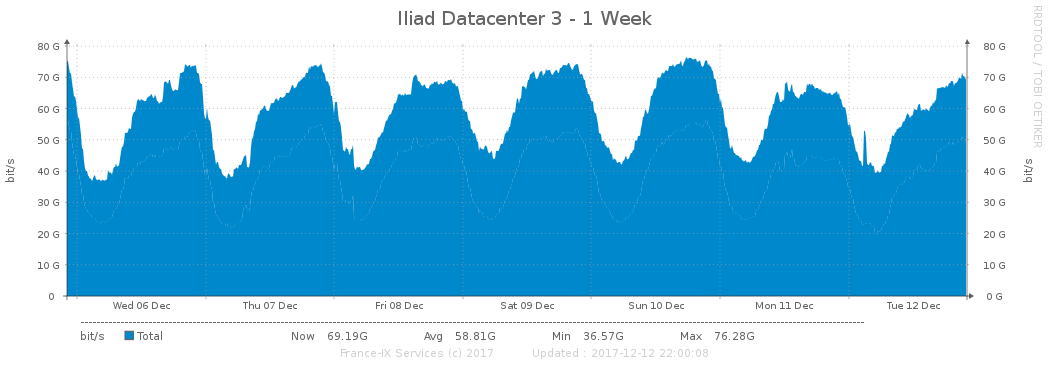 Iliad Datacenter 3 - 1 Week
RRDTOOL / TOBI OETIKER
bit/s
bit/s
80 G 80 G
70 G 70 G
60 G 60 G
50 G 50 G
40 G 40 G
30 G 30 G
20 G 20 G
10 G 10 G
0 0 G
Wed 06 Dec Thu 07 Dec Fri 08 Dec Sat 09 Dec Sun 10 Dec Mon 11 Dec Tue 12 Dec
bit/s Total Now 69.19G Avg 58.81G Min 36.57G Max 76.28G
France-IX Services (c) 2017 Updated : 2017-12-12 22:00:08